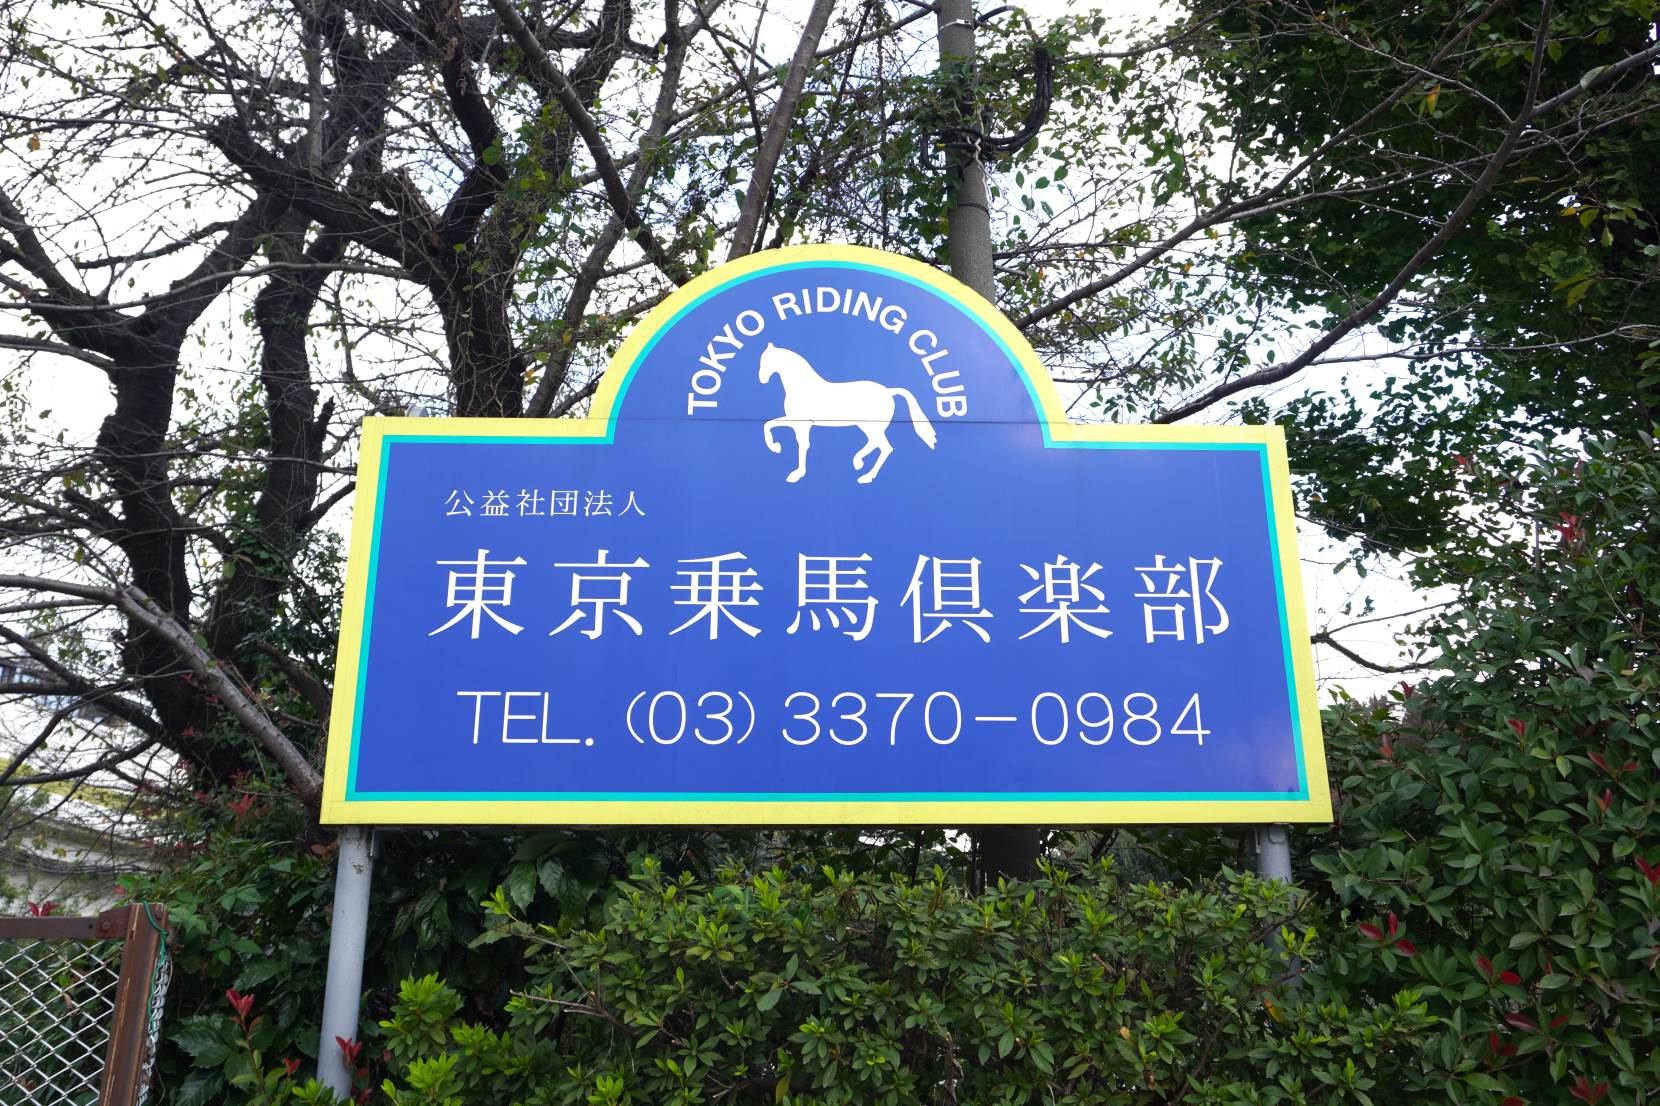 TOKYO RIDING CLUB
公益社団法人
東京乗馬倶楽部
TEL. (03) 3370-0984